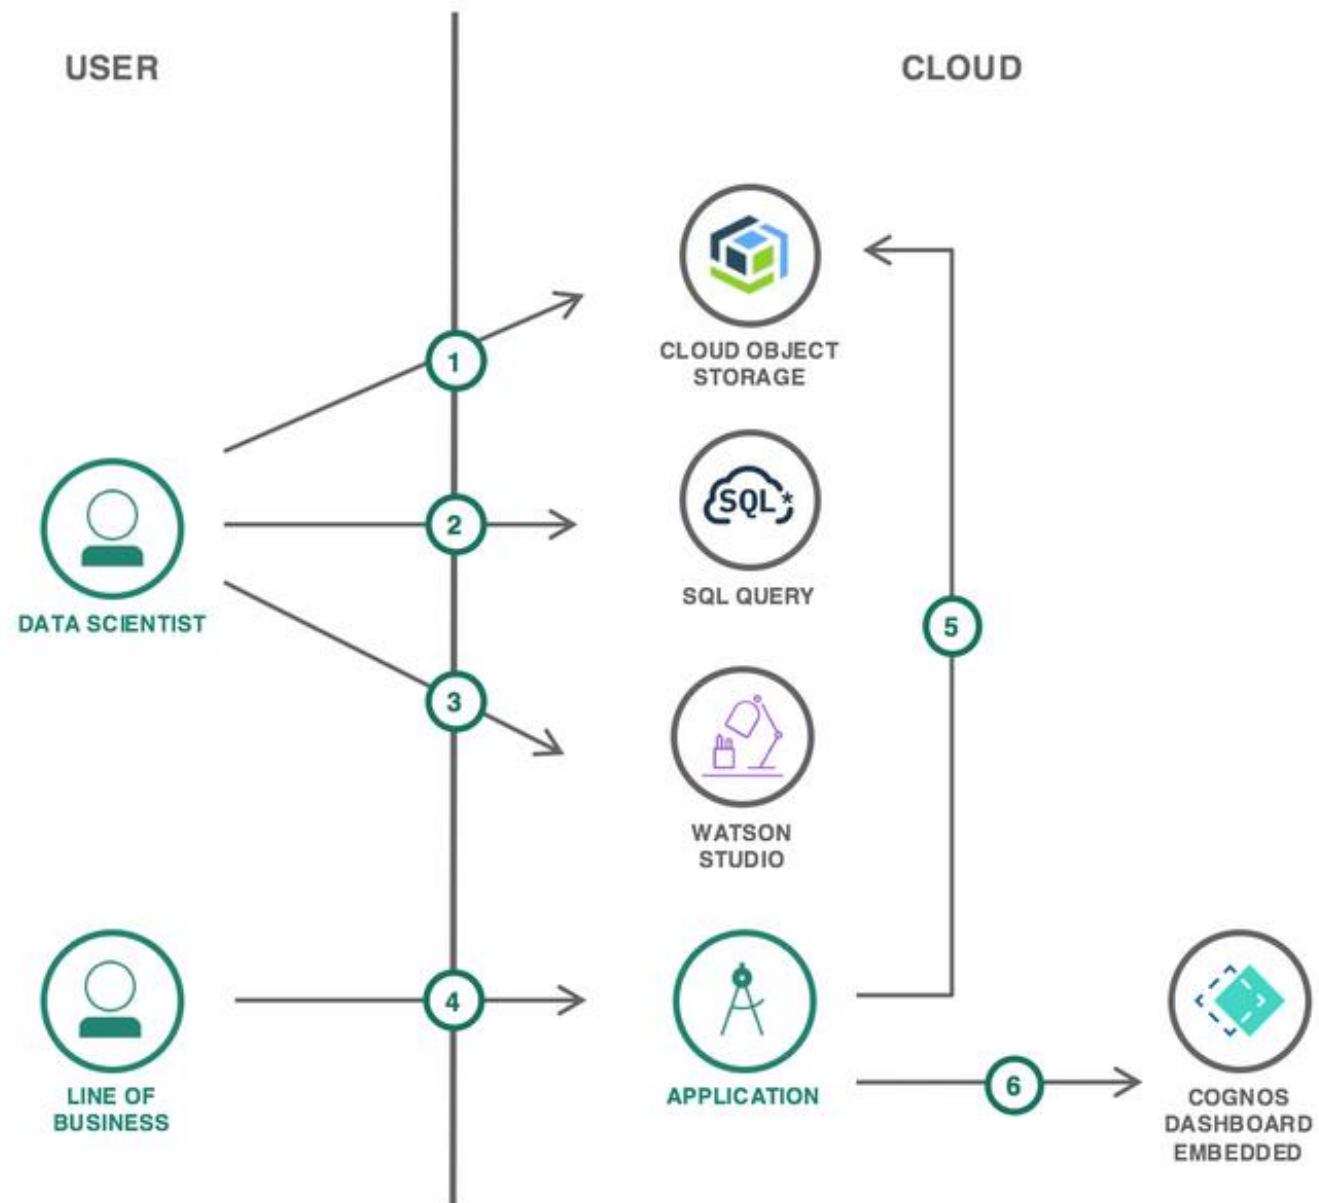 USER
CLOUD
CLOUD OBJECT
STORAGE
1
DATA SCIENTIST
2
SQL*
SQL QUERY
3
5
WATSON
STUDIO
LINE OF
BUSINESS
4
APPLICATION
6
COGNOS
DASHBOARD
EMBEDDED